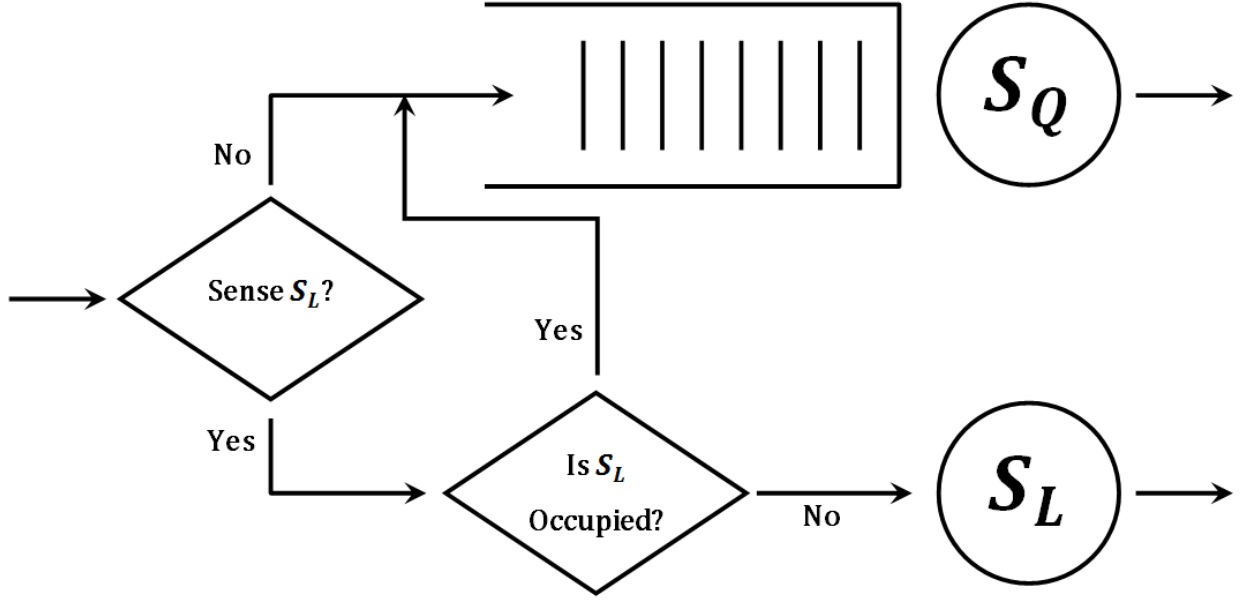 S_Q
No
Sense S_L?
Yes
Yes
Is S_L
Occupied?
No
S_L